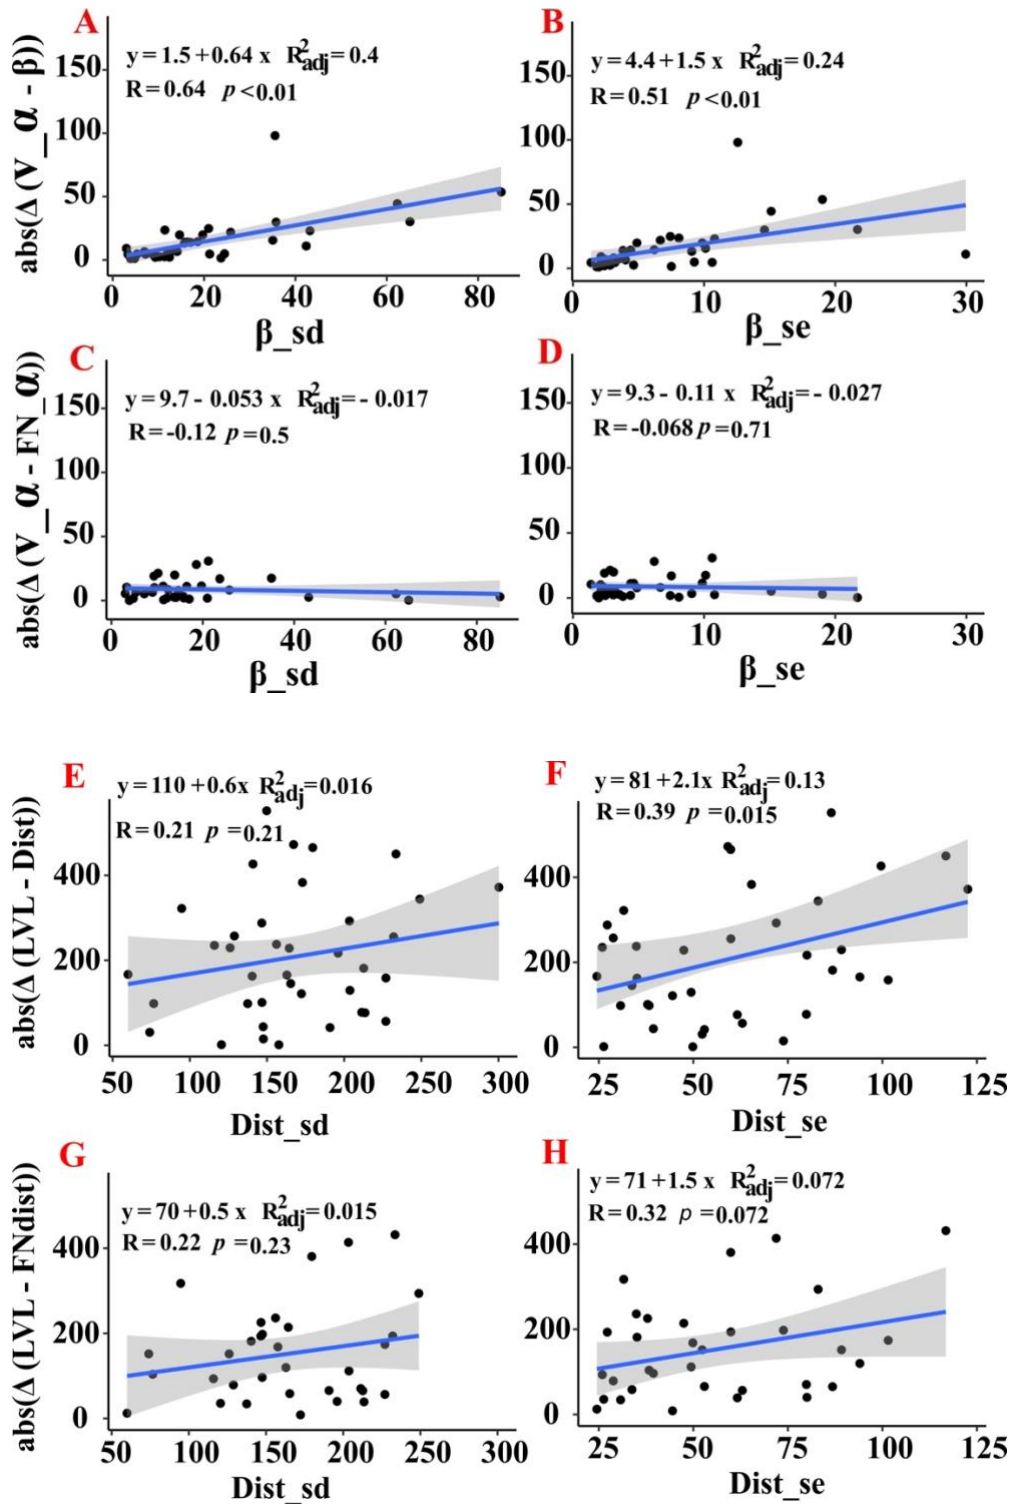 A
y=1.5+0.64 x R²adj=0.4
R=0.64 p<0.01
abs(Δ (V_α - β))
150
100
50
0
0 20 40 60 80
β_sd
B
y=4.4+1.5 x R²adj=0.24
R=0.51 p<0.01
150
100
50
0
0 10 20 30
β_se
C
y=9.7- 0.053 x R²adj=- 0.017
R=-0.12 p=0.5
abs(Δ (V_α - FN_α))
150
100
50
0
0 20 40 60 80
β_sd
D
y=9.3- 0.11 x R²adj=- 0.027
R=-0.068 p=0.71
150
100
50
0
0 10 20 30
β_se
E
y=110+0.6x R²adj=0.016
R=0.21 p =0.21
abs(Δ (LVL - Dist))
400
200
0
50 100 150 200 250 300
Dist_sd
F
y=81+2.1x R²adj=0.13
R=0.39 p =0.015
400
200
0
25 50 75 100 125
Dist_se
G
y=70+0.5 x R²adj=0.015
R=0.22 p =0.23
abs(Δ (LVL - FNdist))
400
200
0
50 100 150 200 250 300
Dist_sd
H
y=71+1.5 x R²adj=0.072
R=0.32 p =0.072
400
200
0
25 50 75 100 125
Dist_se